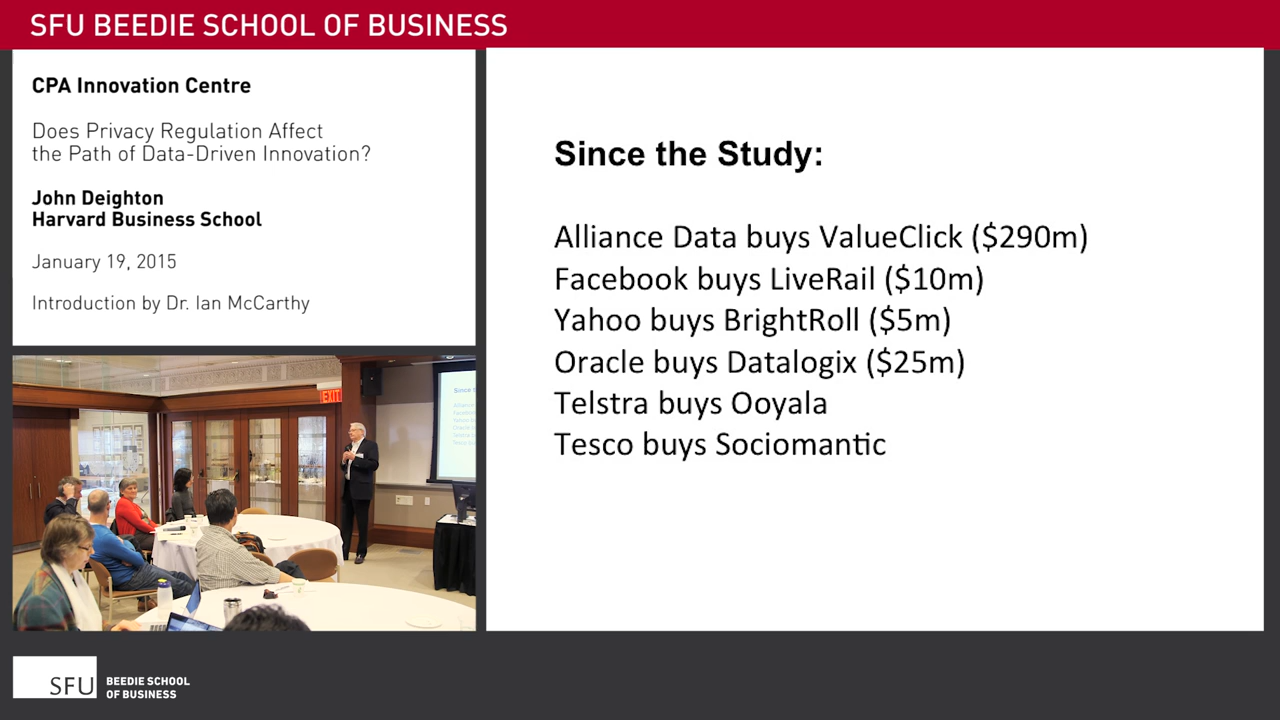 SFU BEEDIE SCHOOL OF BUSINESS
CPA Innovation Centre
Does Privacy Regulation Affect
the Path of Data-Driven Innovation?
John Deighton
Harvard Business School
January 19, 2015
Introduction by Dr. Ian McCarthy
Since the Study:
Alliance Data buys ValueClick ($290m)
Facebook buys LiveRail ($10m)
Yahoo buys BrightRoll ($5m)
Oracle buys Datalogix ($25m)
Telstra buys Ooyala
Tesco buys Sociomantic
EXIT
SFU
BEEDIE SCHOOL
OF BUSINESS